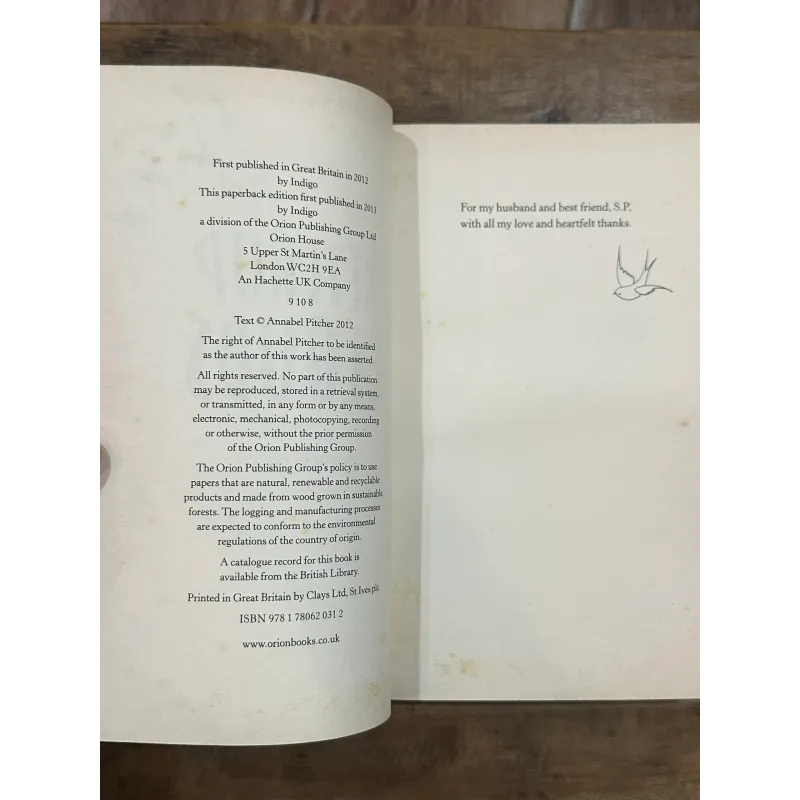 First published in Great Britain in 2012
by Indigo
This paperback edition first published in 2013
by Indigo
a division of the Orion Publishing Group Ltd
Orion House
5 Upper St Martin's Lane
London WC2H 9EA
An Hachette UK Company
9 10 8
Text © Annabel Pitcher 2012
The right of Annabel Pitcher to be identified
as the author of this work has been asserted.
All rights reserved. No part of this publication
may be reproduced, stored in a retrieval system,
or transmitted, in any form or by any means,
electronic, mechanical, photocopying, recording
or otherwise, without the prior permission
of the Orion Publishing Group.
The Orion Publishing Group's policy is to use
papers that are natural, renewable and recyclable
products and made from wood grown in sustainable
forests. The logging and manufacturing processes
are expected to conform to the environmental
regulations of the country of origin.
A catalogue record for this book is
available from the British Library.
Printed in Great Britain by Clays Ltd, St Ives plc
ISBN 978 1 78062 031 2
www.orionbooks.co.uk
For my husband and best friend, S.P,
with all my love and heartfelt thanks.